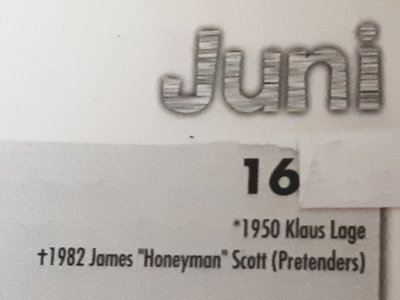 Juni
16
*1950 Klaus Lage
†1982 James "Honeyman" Scott (Pretenders)